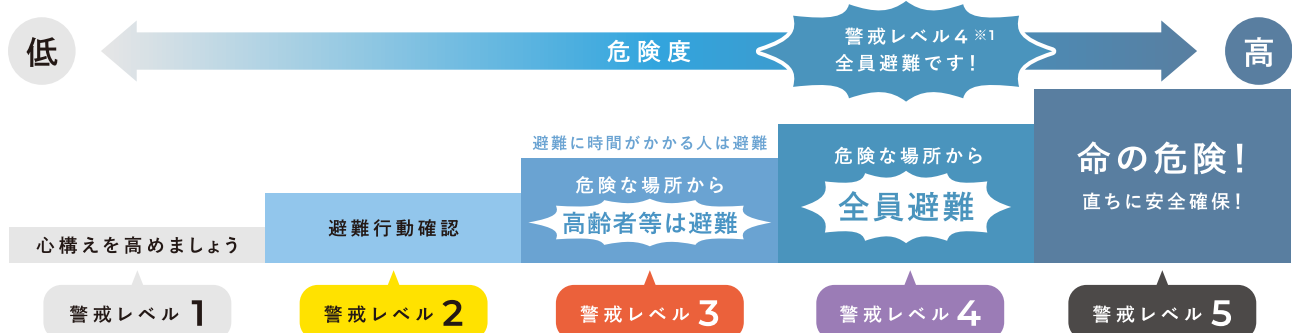 低
危険度
警戒レベル4※1
全員避難です!
高
心構えを高めましょう
避難行動確認
避難に時間がかかる人は避難
危険な場所から
高齢者等は避難
危険な場所から
全員避難
命の危険!
直ちに安全確保!
警戒レベル1
警戒レベル2
警戒レベル3
警戒レベル4
警戒レベル5